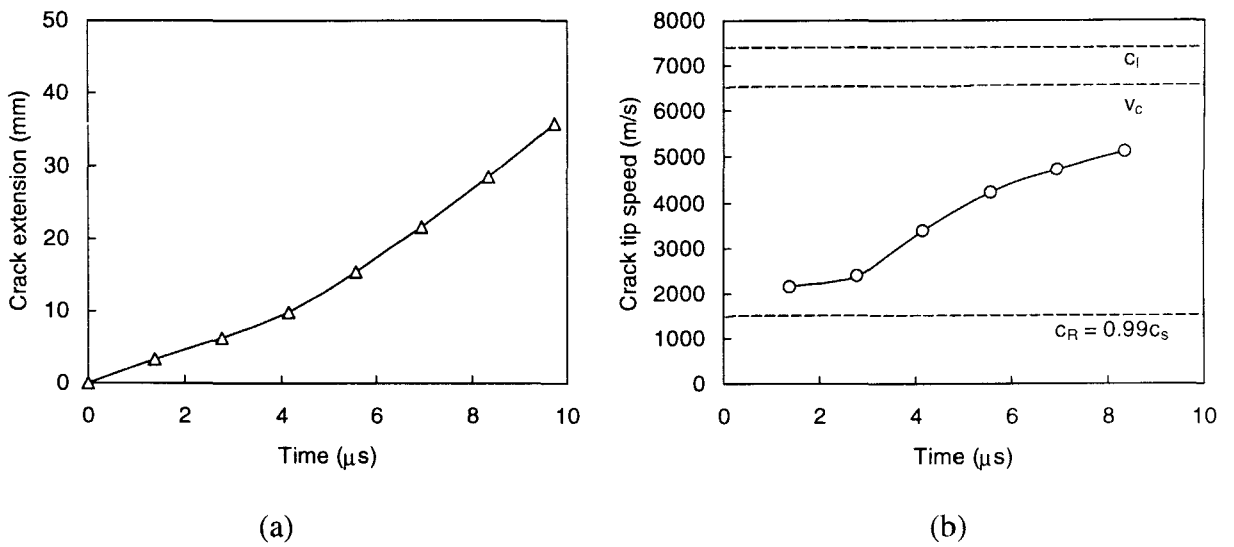 50
40
30
20
10
0
Crack extension (mm)
0 2 4 6 8 10
Time (μs)
(a)
8000
7000
6000
5000
4000
3000
2000
1000
0
Crack tip speed (m/s)
c_l
v_c
c_R = 0.99c_s
0 2 4 6 8 10
Time (μs)
(b)